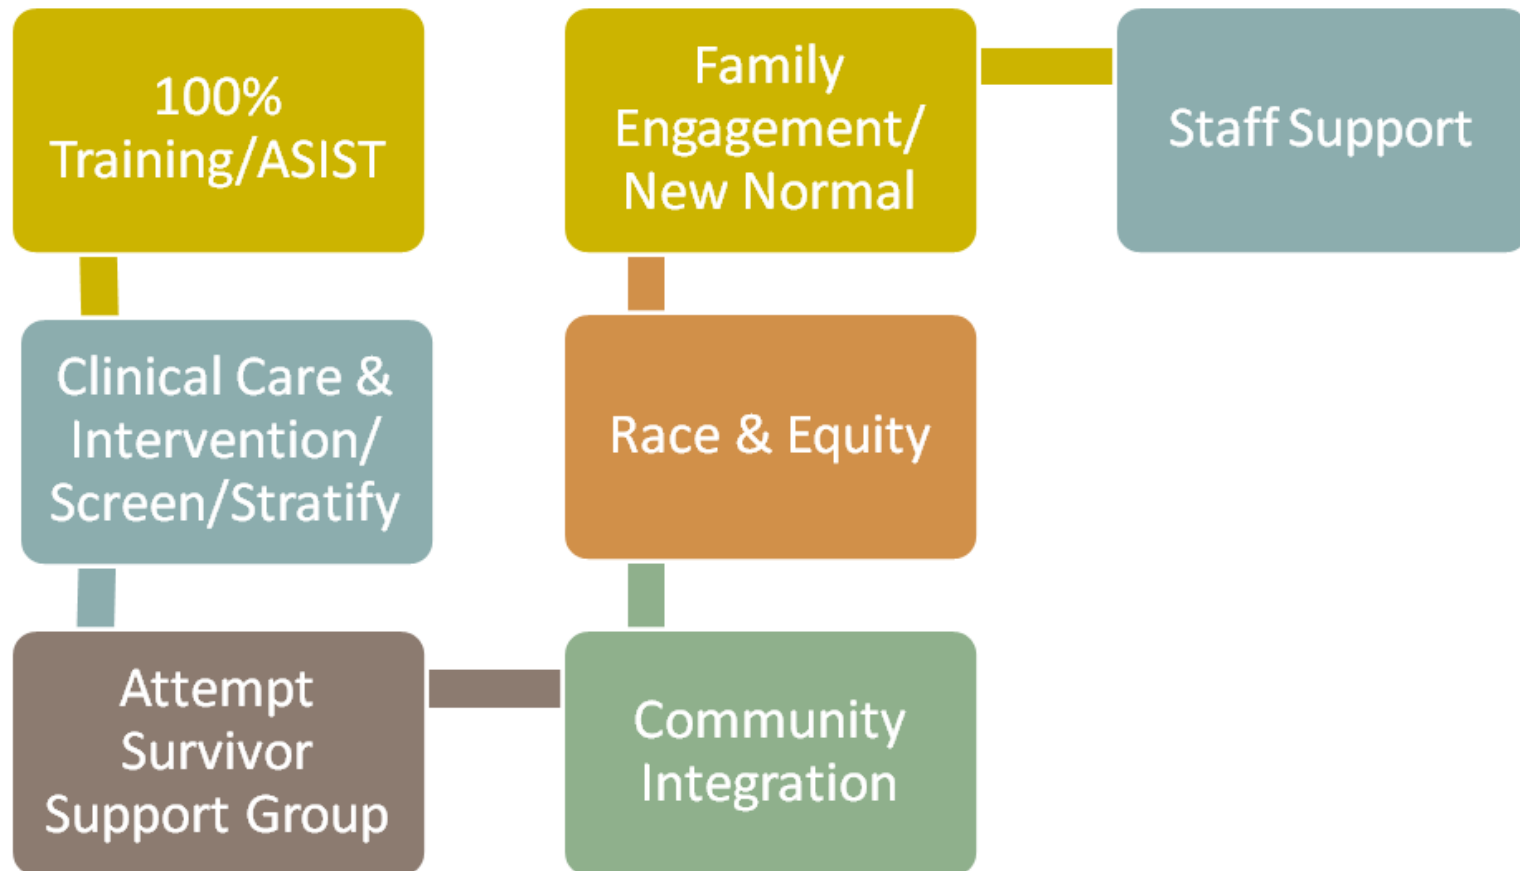 100%
Training/ASIST
Clinical Care &
Intervention/
Screen/Stratify
Attempt
Survivor
Support Group
Community
Integration
Race & Equity
Family
Engagement/
New Normal
Staff Support